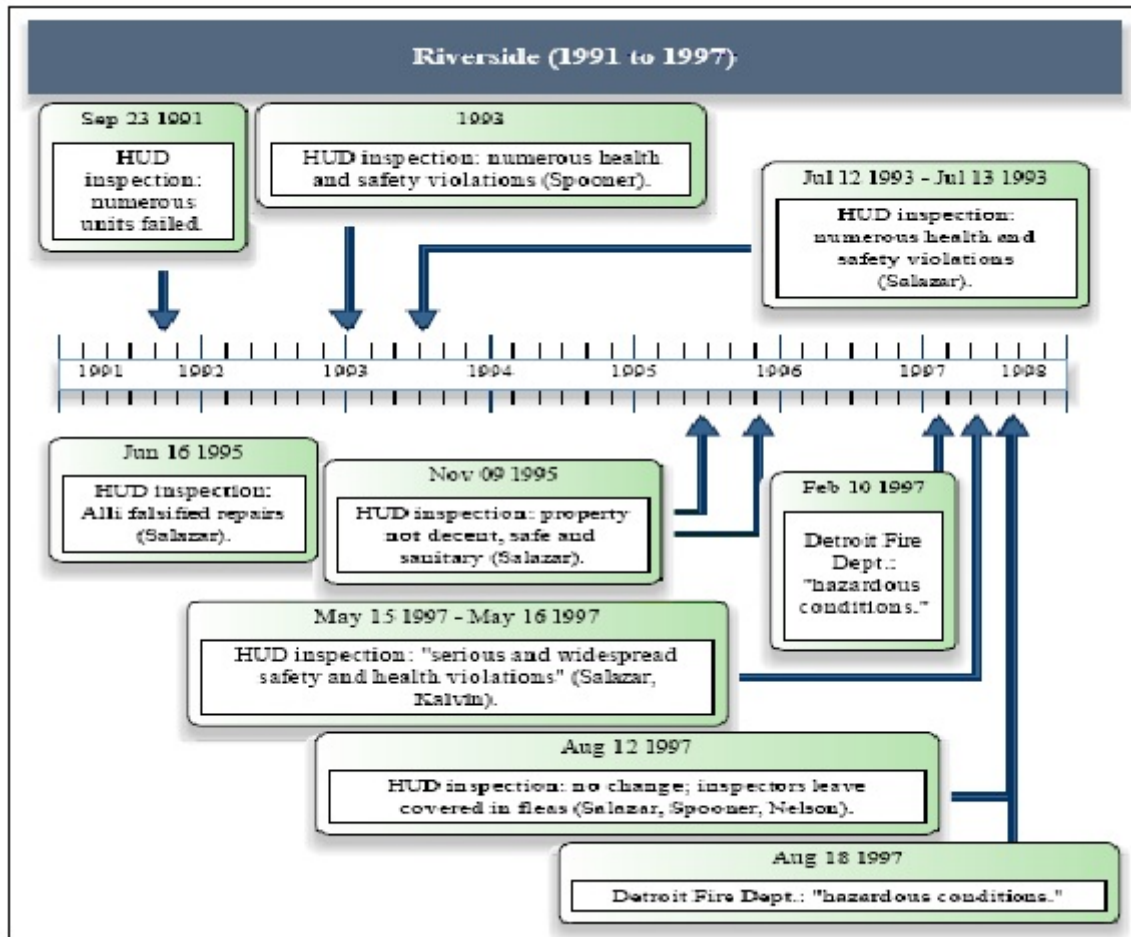 Riverside (1991 to 1997)
Sep 23 1991
HUD
inspection:
numerous
units failed.
1993
HUD inspection: numerous health
and safety violations (Spooner).
Jul 12 1993 - Jul 13 1993
HUD inspection:
numerous health and
safety violations
(Salazar).
1991 1992 1993 1994 1995 1996 1997 1998
Jun 16 1995
HUD inspection:
Alli falsified repairs
(Salazar).
Nov 09 1995
HUD inspection: property
not decent, safe and
sanitary (Salazar).
Feb 10 1997
Detroit Fire
Dept.:
"hazardous
conditions."
May 15 1997 - May 16 1997
HUD inspection: "serious and widespread
safety and health violations" (Salazar,
Kalvin).
Aug 12 1997
HUD inspection: no change; inspectors leave
covered in fleas (Salazar, Spooner, Nelson).
Aug 18 1997
Detroit Fire Dept.: "hazardous conditions."